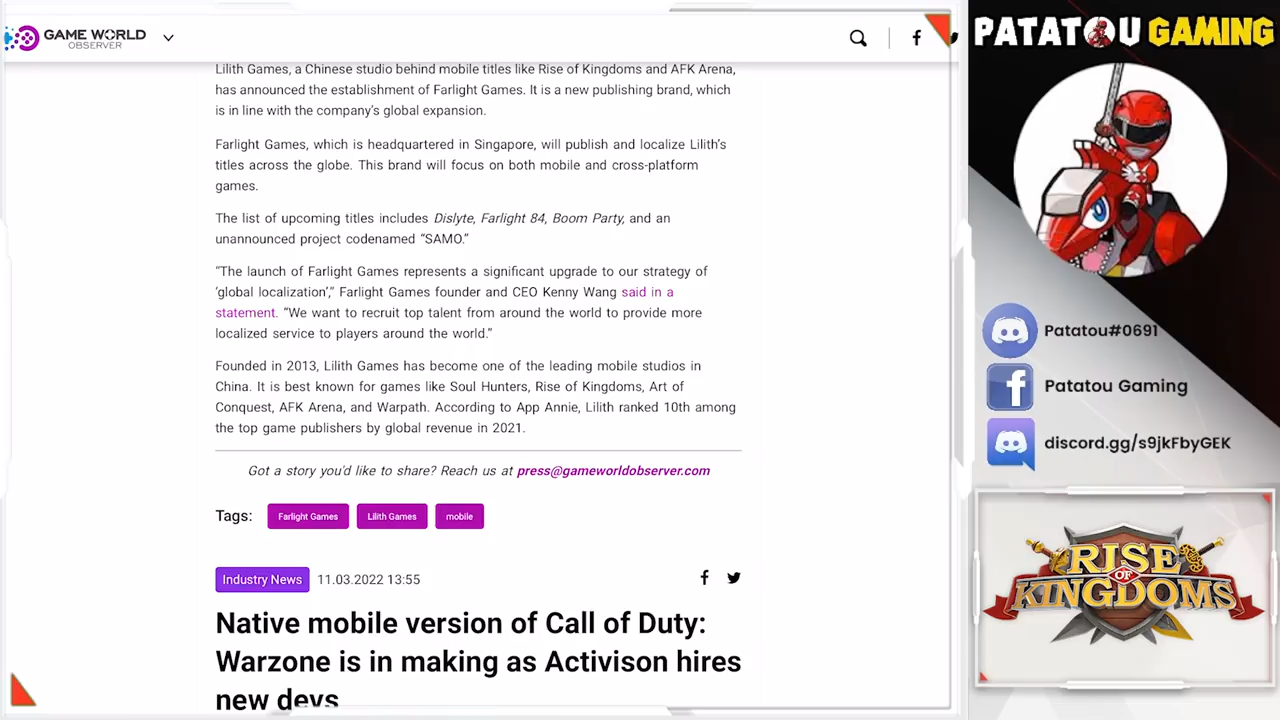 GAME WORLD
OBSERVER
Lilith Games, a Chinese studio behind mobile titles like Rise of Kingdoms and AFK Arena,
has announced the establishment of Farlight Games. It is a new publishing brand, which
is in line with the company's global expansion.
Farlight Games, which is headquartered in Singapore, will publish and localize Lilith's
titles across the globe. This brand will focus on both mobile and cross-platform
games.
The list of upcoming titles includes Dislyte, Farlight 84, Boom Party, and an
unannounced project codenamed “SAMO.”
“The launch of Farlight Games represents a significant upgrade to our strategy of
‘global localization’,” Farlight Games founder and CEO Kenny Wang said in a
statement. “We want to recruit top talent from around the world to provide more
localized service to players around the world.”
Founded in 2013, Lilith Games has become one of the leading mobile studios in
China. It is best known for games like Soul Hunters, Rise of Kingdoms, Art of
Conquest, AFK Arena, and Warpath. According to App Annie, Lilith ranked 10th among
the top game publishers by global revenue in 2021.
Got a story you'd like to share? Reach us at press@gameworldobserver.com
Tags: Farlight Games Lilith Games mobile
Industry News 11.03.2022 13:55
Native mobile version of Call of Duty:
Warzone is in making as Activison hires
new devs
PATATOU GAMING
Patatou#0691
Patatou Gaming
discord.gg/s9jkFbyGEK
RISE
OF
KINGDOMS